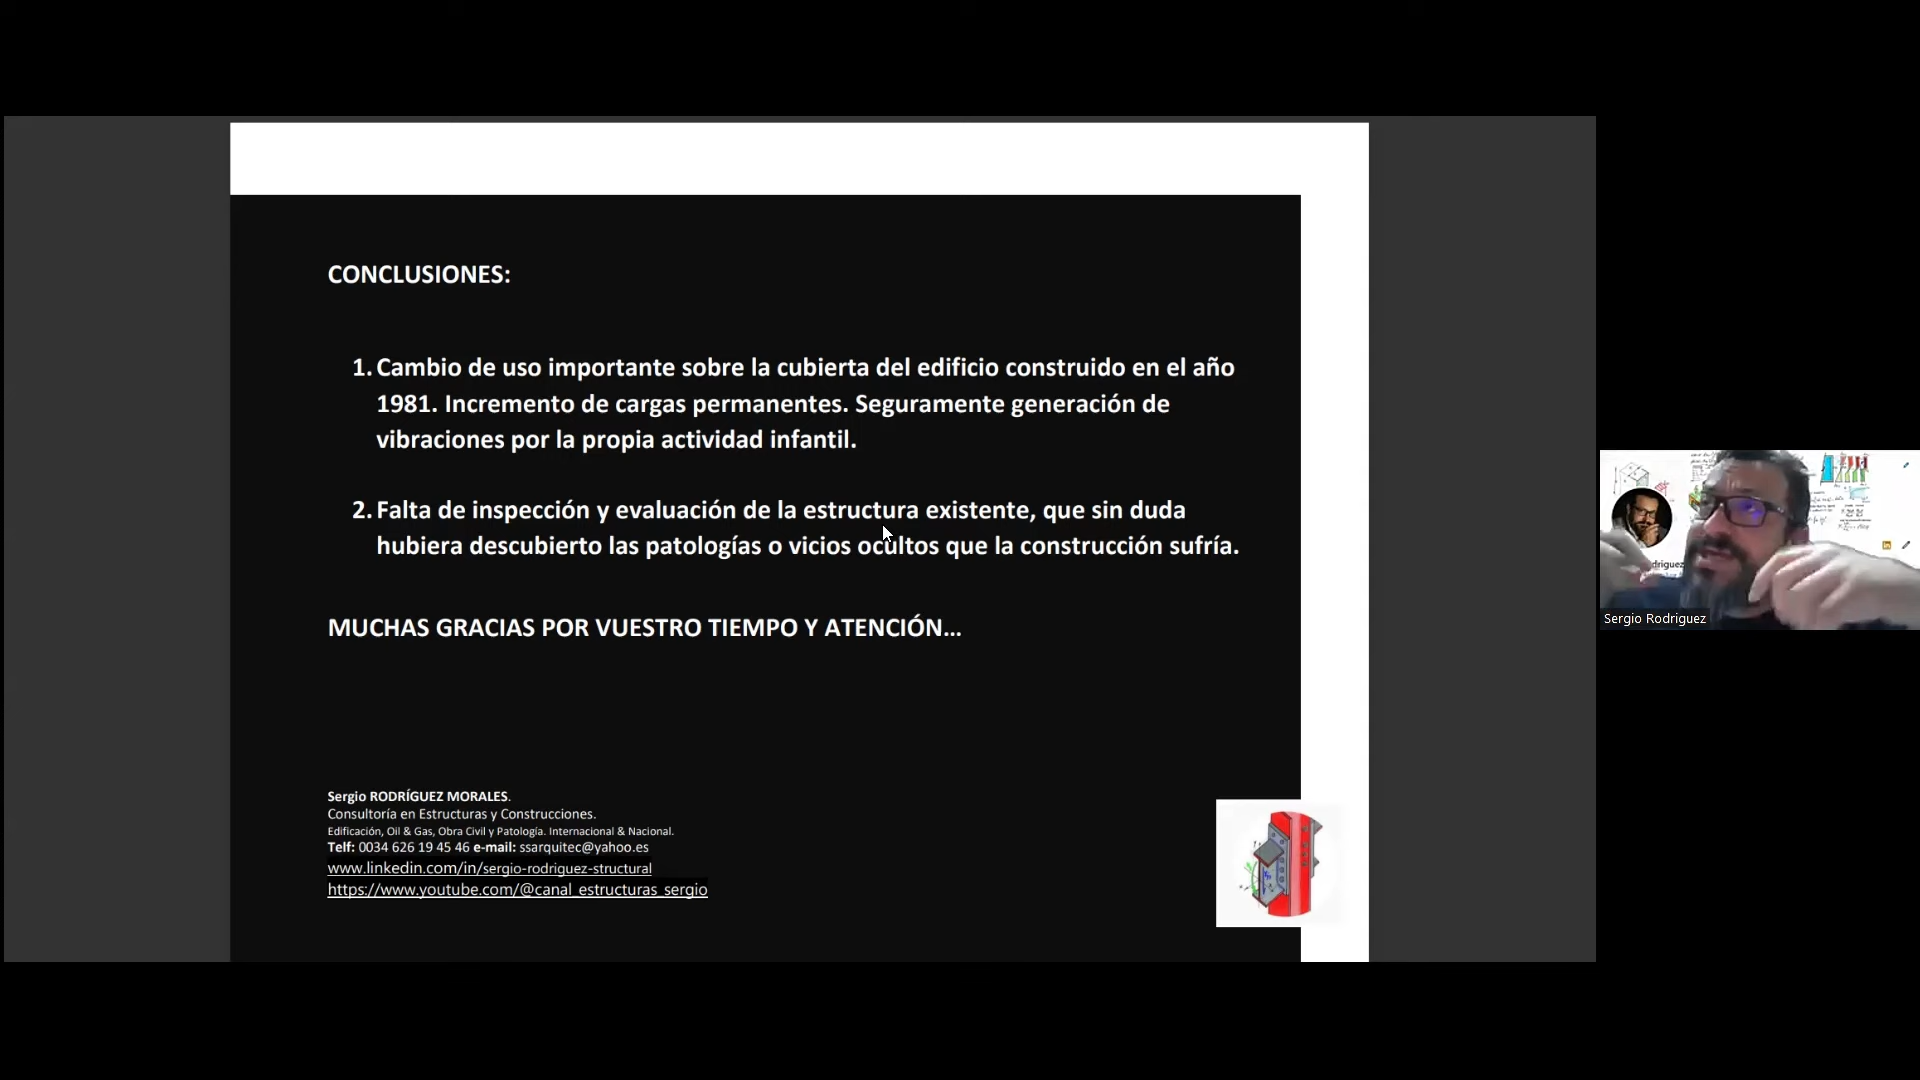 CONCLUSIONES:
1. Cambio de uso importante sobre la cubierta del edificio construido en el año
1981. Incremento de cargas permanentes. Seguramente generación de
vibraciones por la propia actividad infantil.
2. Falta de inspección y evaluación de la estructura existente, que sin duda
hubiera descubierto las patologías o vicios ocultos que la construcción sufría.
MUCHAS GRACIAS POR VUESTRO TIEMPO Y ATENCIÓN...
Sergio RODRÍGUEZ MORALES.
Consultoría en Estructuras y Construcciones.
Edificación, Oil & Gas, Obra Civil y Patología. Internacional & Nacional.
Telf: 0034 626 19 45 46 e-mail: ssarquitec@yahoo.es
www.linkedin.com/in/sergio-rodriguez-structural
https://www.youtube.com/@canal_estructuras_sergio
Sergio Rodriguez